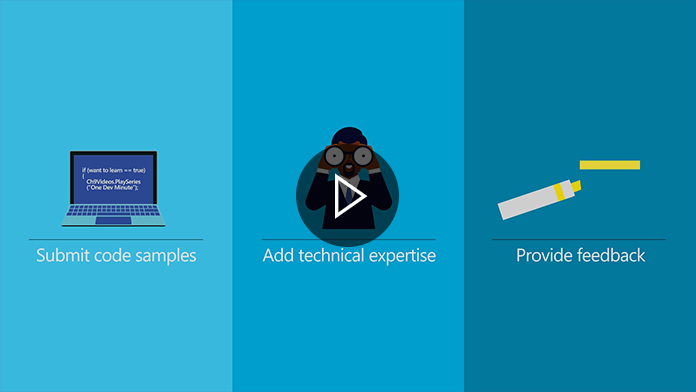 if (want to learn == true)
{
Ch9Videos.PlaySeries
("One Dev Minute");
Submit code samples
Add technical expertise
Provide feedback